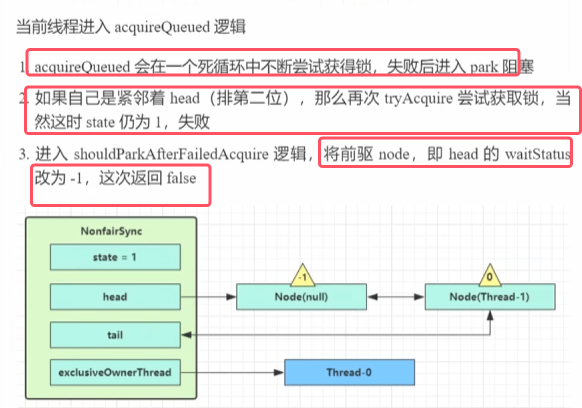 当前线程进入 acquireQueued 逻辑
1. acquireQueued 会在一个死循环中不断尝试获得锁，失败后进入 park 阻塞
2. 如果自己是紧邻着 head（排第二位），那么再次 tryAcquire 尝试获取锁，当
然这时 state 仍为 1，失败
3. 进入 shouldParkAfterFailedAcquire 逻辑，将前驱 node，即 head 的 waitStatus
改为 -1，这次返回 false
NonfairSync
state = 1
-1
0
head
Node(null)
Node(Thread-1)
tail
exclusiveOwnerThread
Thread-0